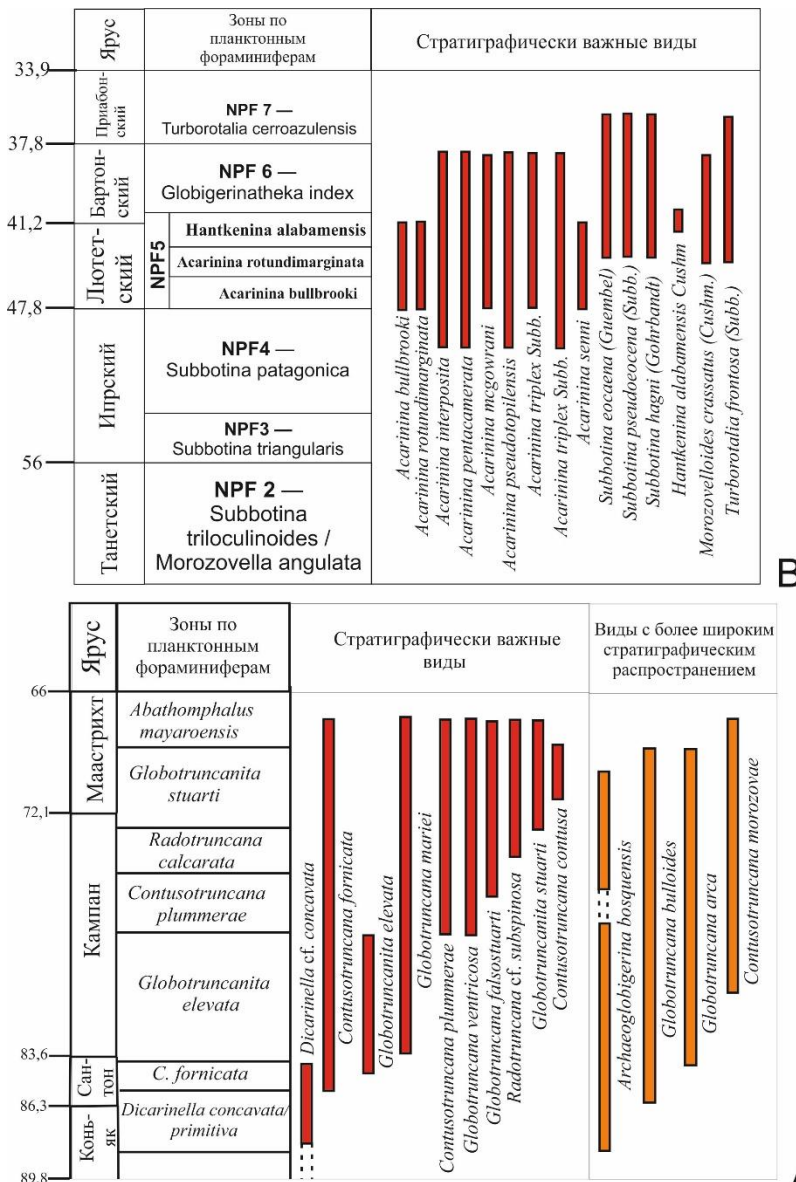 Ярус
Зоны по
планктонным
фораминиферам
Стратиграфически важные виды
33,9
Приабон-
ский
NPF 7 —
Turborotalia cerroazulensis
37,8
Бартон-
ский
NPF 6 —
Globigerinatheka index
41,2
Лютет-
ский
NPF5
Hantkenina alabamensis
Acarinina rotundimarginata
Acarinina bullbrooki
47,8
Ипрский
NPF4 —
Subbotina patagonica
NPF3 —
Subbotina triangularis
56
Танетский
NPF 2 —
Subbotina
triloculinoides /
Morozovella angulata
Acarinina bullbrooki
Acarinina rotundimarginata
Acarinina interposita
Acarinina pentacamerata
Acarinina mcgowrani
Acarinina pseudotopilensis
Acarinina triplex Subb.
Acarinina triplex Subb.
Acarinina senni
Subbotina eocaena (Guembel)
Subbotina pseudoeocena (Subb.)
Subbotina hagni (Gohrbandt)
Hantkenina alabamensis Cushm
Morozovelloides crassatus (Cushm.)
Turborotalia frontosa (Subb.)
Ярус
Зоны по
планктонным
фораминиферам
Стратиграфически важные
виды
Виды с более широким
стратиграфическим
распространением
66
Маастрихт
Abathomphalus
mayaroensis
Globotruncanita
stuarti
72,1
Кампан
Radotruncana
calcarata
Contusotruncana
plummerae
Globotruncanita
elevata
83,6
Сан-
тон
C. fornicata
86,3
Конь-
як
Dicarinella concavata/
primitiva
89.8
Dicarinella cf. concavata
Contusotruncana fornicata
Globotruncanita elevata
Globotruncana mariei
Contusotruncana plummerae
Globotruncana ventricosa
Globotruncana falsostuarti
Radotruncana cf. subspinosa
Globotruncanita stuarti
Contusotruncana contusa
Archaeoglobigerina bosquensis
Globotruncana bulloides
Globotruncana arca
Contusotruncana morozovae